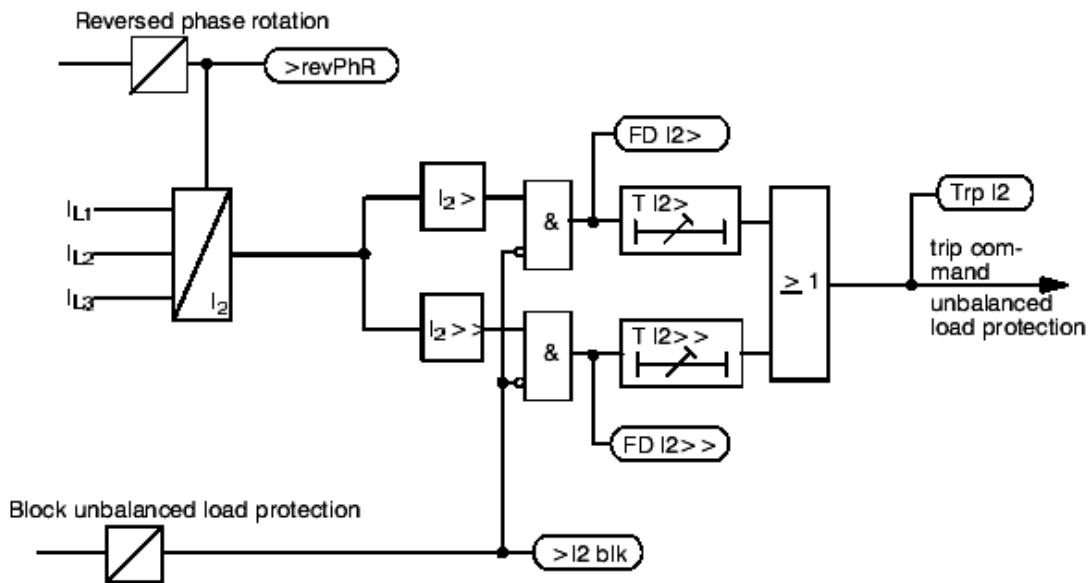 Reversed phase rotation
>revPhR
FD I2>
I2 >
T I2>
&
Trp I2
IL1
IL2
IL3
I2
≥ 1
trip com-
mand
unbalanced
load protection
I2 >>
T I2>>
&
FD I2>>
Block unbalanced load protection
>I2 blk